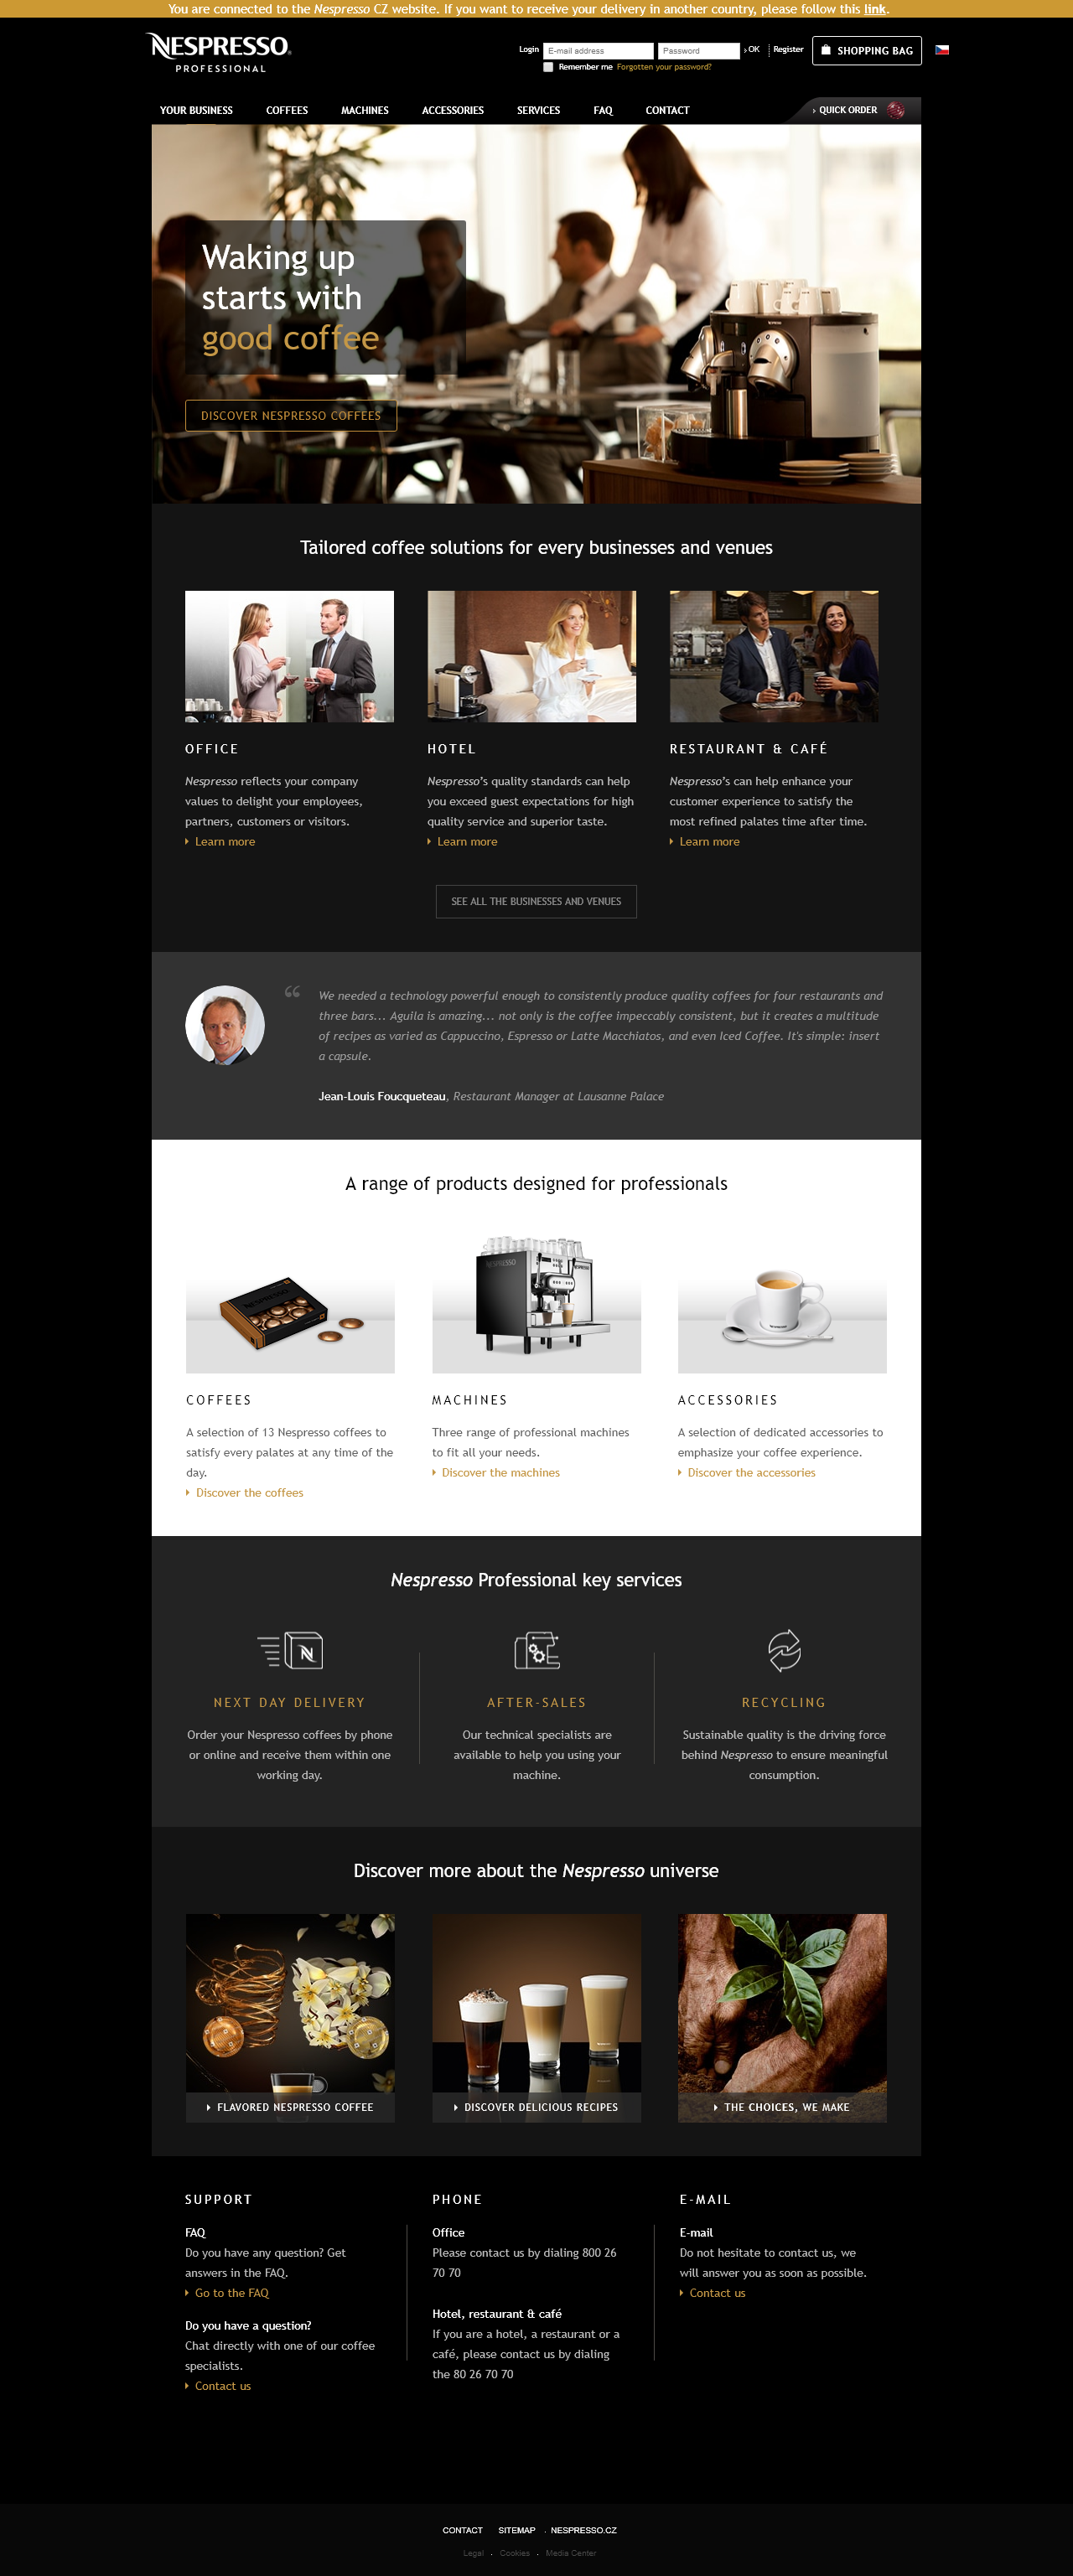 You are connected to the Nespresso CZ website. If you want to receive your delivery in another country, please follow this link.
NESPRESSO
PROFESSIONAL
Login E-mail address Password OK Register SHOPPING BAG
Remember me Forgotten your password?
YOUR BUSINESS COFFEES MACHINES ACCESSORIES SERVICES FAQ CONTACT QUICK ORDER
Waking up
starts with
good coffee
DISCOVER NESPRESSO COFFEES
Tailored coffee solutions for every businesses and venues
OFFICE
Nespresso reflects your company
values to delight your employees,
partners, customers or visitors.
Learn more
HOTEL
Nespresso's quality standards can help
you exceed guest expectations for high
quality service and superior taste.
Learn more
RESTAURANT & CAFÉ
Nespresso's can help enhance your
customer experience to satisfy the
most refined palates time after time.
Learn more
SEE ALL THE BUSINESSES AND VENUES
“ We needed a technology powerful enough to consistently produce quality coffees for four restaurants and
three bars... Aguila is amazing... not only is the coffee impeccably consistent, but it creates a multitude
of recipes as varied as Cappuccino, Espresso or Latte Macchiatos, and even Iced Coffee. It's simple: insert
a capsule.
Jean-Louis Foucqueteau, Restaurant Manager at Lausanne Palace
A range of products designed for professionals
NESPRESSO
NESPRESSO
COFFEES
A selection of 13 Nespresso coffees to
satisfy every palates at any time of the
day.
Discover the coffees
MACHINES
Three range of professional machines
to fit all your needs.
Discover the machines
ACCESSORIES
A selection of dedicated accessories to
emphasize your coffee experience.
Discover the accessories
Nespresso Professional key services
NEXT DAY DELIVERY
Order your Nespresso coffees by phone
or online and receive them within one
working day.
AFTER-SALES
Our technical specialists are
available to help you using your
machine.
RECYCLING
Sustainable quality is the driving force
behind Nespresso to ensure meaningful
consumption.
Discover more about the Nespresso universe
FLAVORED NESPRESSO COFFEE
DISCOVER DELICIOUS RECIPES
THE CHOICES, WE MAKE
SUPPORT
FAQ
Do you have any question? Get
answers in the FAQ.
Go to the FAQ
Do you have a question?
Chat directly with one of our coffee
specialists.
Contact us
PHONE
Office
Please contact us by dialing 800 26
70 70
Hotel, restaurant & café
If you are a hotel, a restaurant or a
café, please contact us by dialing
the 80 26 70 70
E-MAIL
E-mail
Do not hesitate to contact us, we
will answer you as soon as possible.
Contact us
CONTACT SITEMAP . NESPRESSO.CZ
Legal . Cookies . Media Center